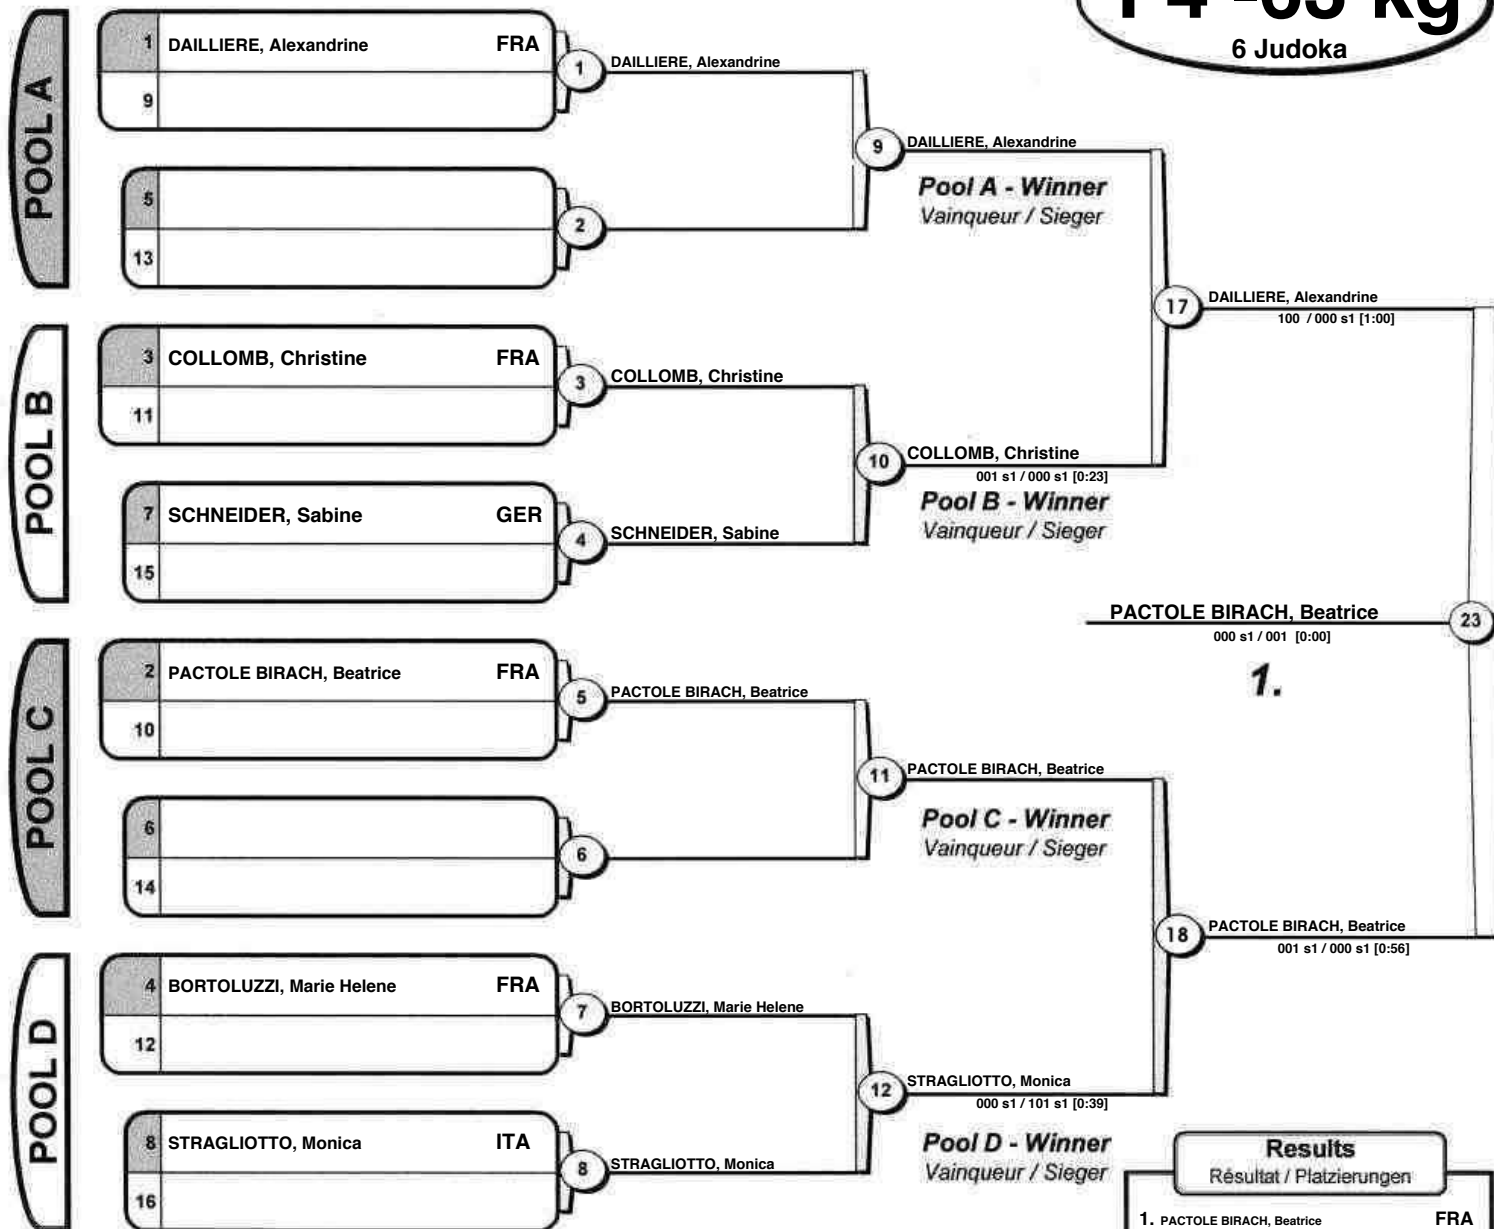 F4 -63 kg
6 Judoka
POOL A
1 DAILLIERE, Alexandrine FRA
9
5
13
1 DAILLIERE, Alexandrine
2
9 DAILLIERE, Alexandrine
Pool A - Winner
Vainqueur / Sieger
POOL B
3 COLLOMB, Christine FRA
11
7 SCHNEIDER, Sabine GER
15
3 COLLOMB, Christine
4 SCHNEIDER, Sabine
10 COLLOMB, Christine
001 s1 / 000 s1 [0:23]
Pool B - Winner
Vainqueur / Sieger
17 DAILLIERE, Alexandrine
100 / 000 s1 [1:00]
PACTOLE BIRACH, Beatrice 23
000 s1 / 001 [0:00]
1.
POOL C
2 PACTOLE BIRACH, Beatrice FRA
10
6
14
5 PACTOLE BIRACH, Beatrice
6
11 PACTOLE BIRACH, Beatrice
Pool C - Winner
Vainqueur / Sieger
18 PACTOLE BIRACH, Beatrice
001 s1 / 000 s1 [0:56]
POOL D
4 BORTOLUZZI, Marie Helene FRA
12
8 STRAGLIOTTO, Monica ITA
16
7 BORTOLUZZI, Marie Helene
8 STRAGLIOTTO, Monica
12 STRAGLIOTTO, Monica
000 s1 / 101 s1 [0:39]
Pool D - Winner
Vainqueur / Sieger
Results
Résultat / Platzierungen
1. PACTOLE BIRACH, Beatrice FRA